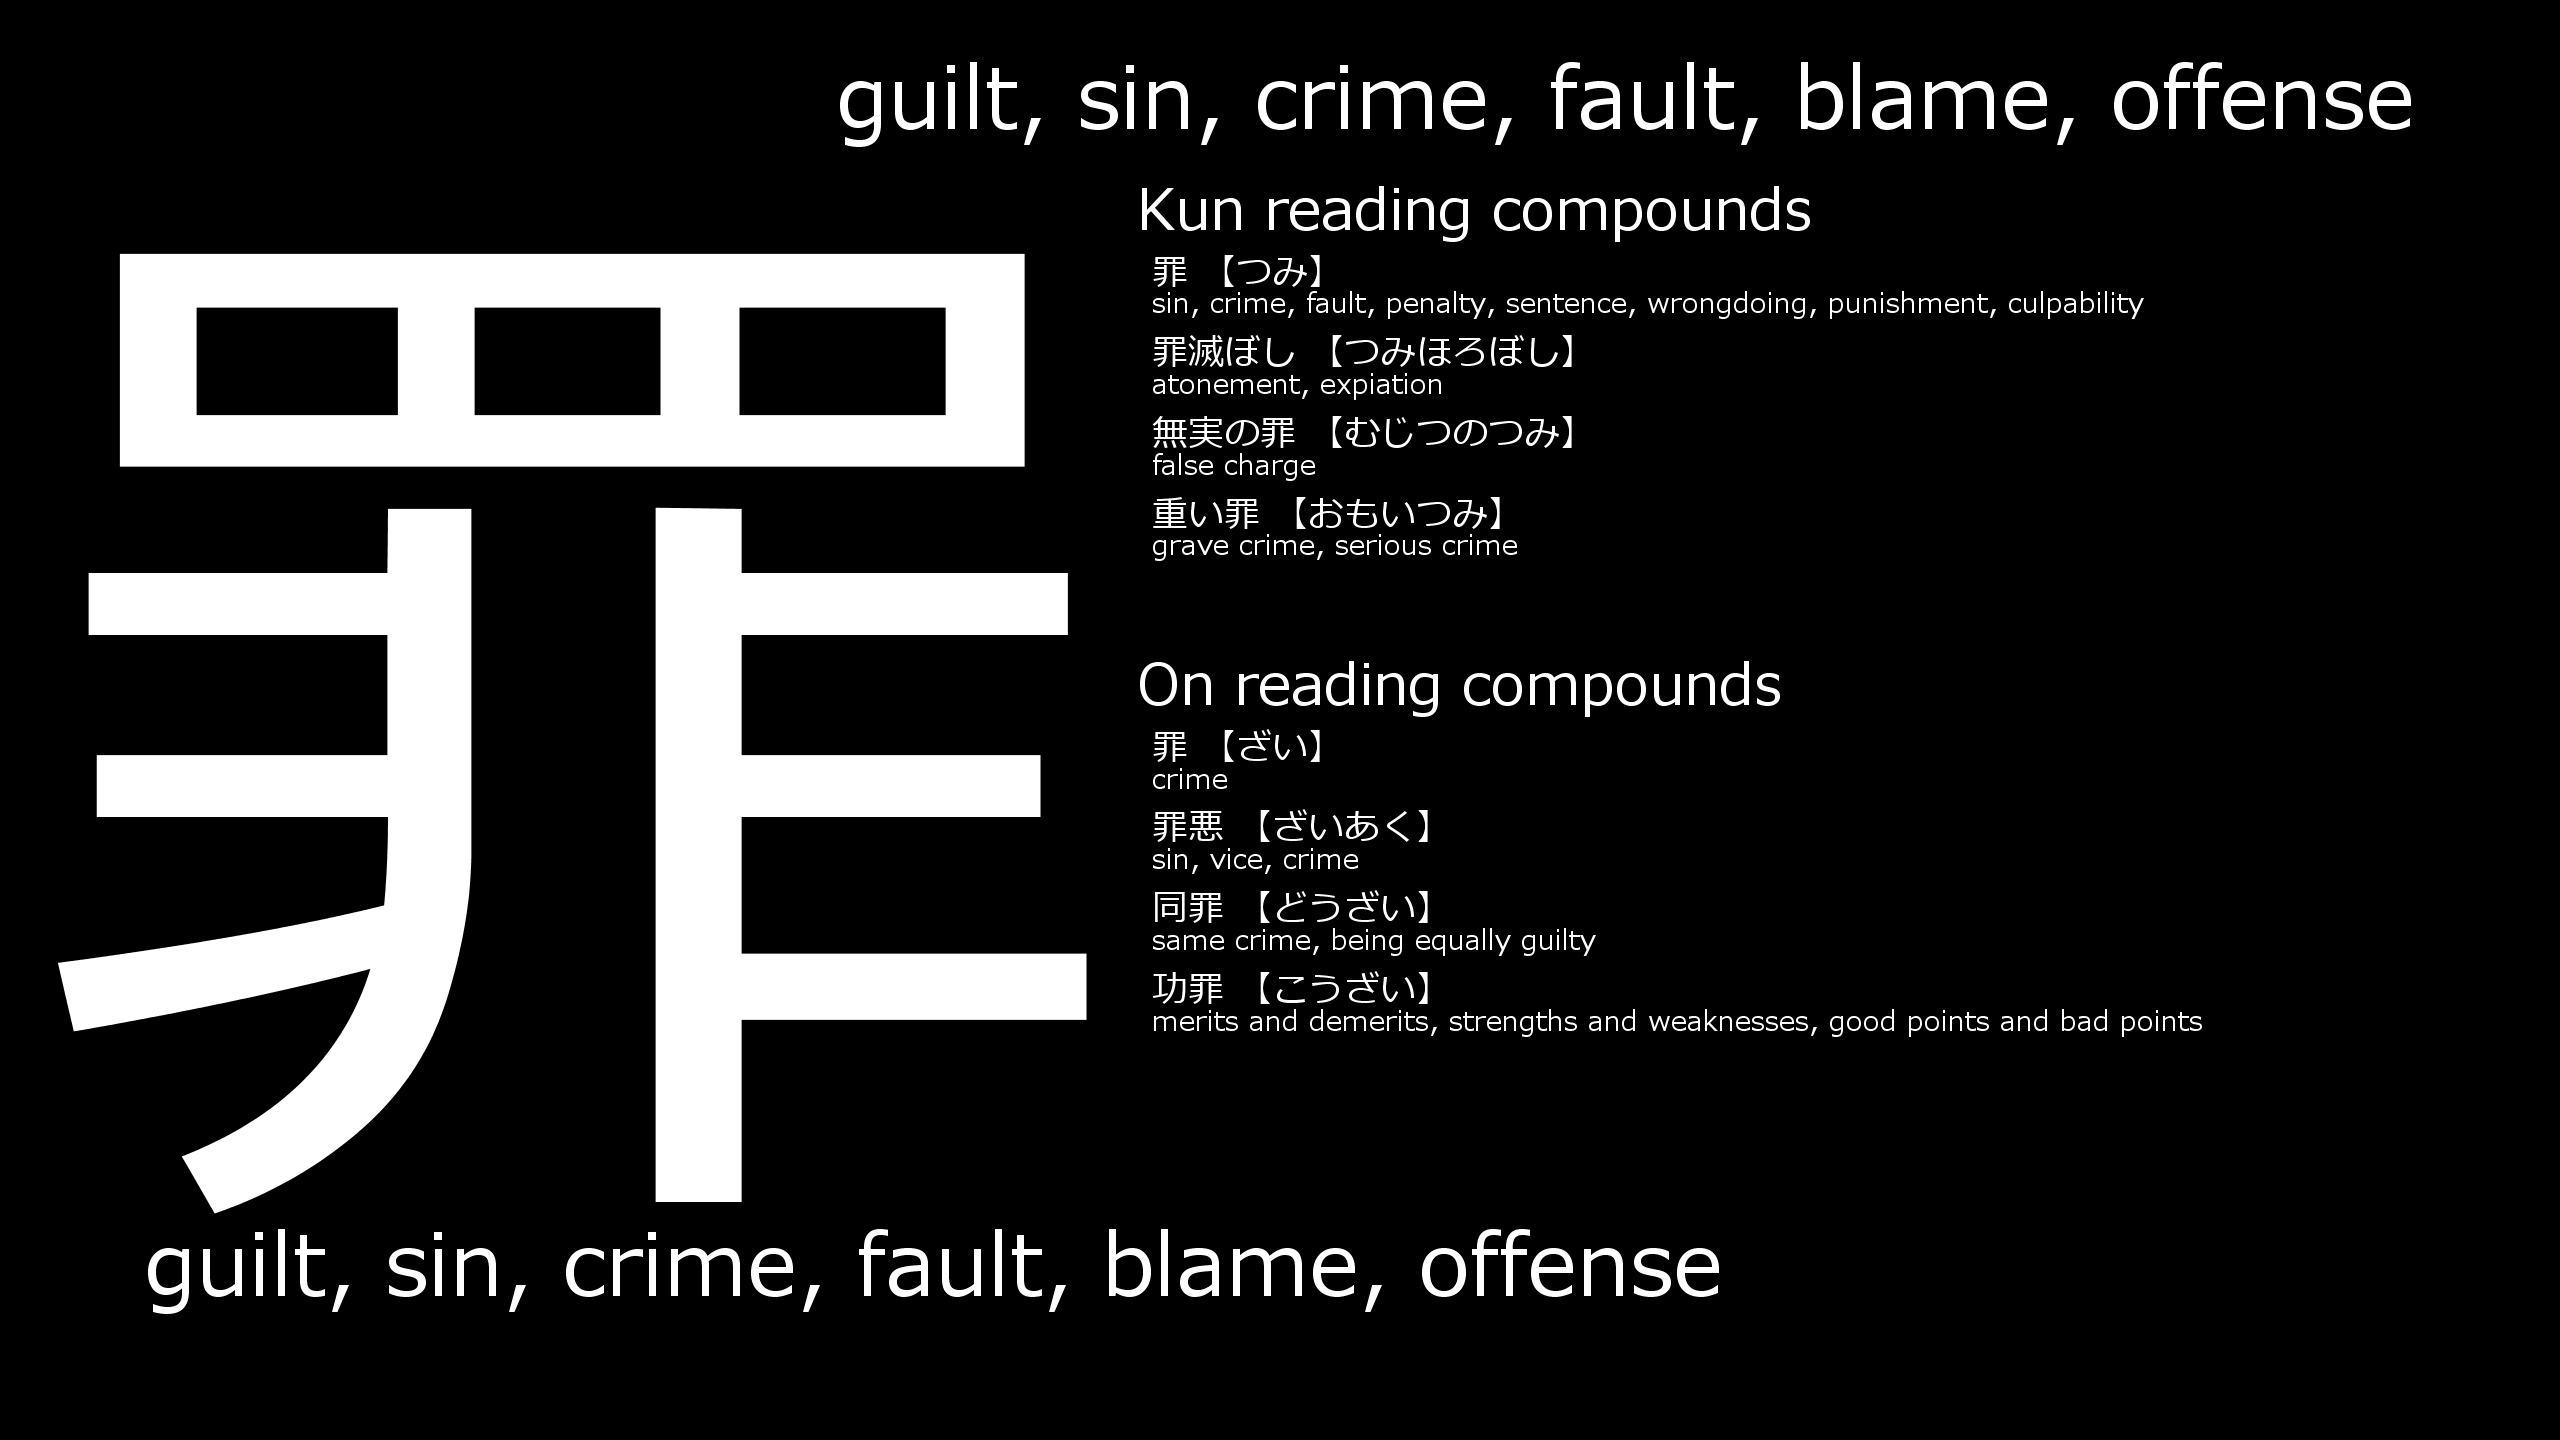 guilt, sin, crime, fault, blame, offense
罪
Kun reading compounds
罪 【つみ】
sin, crime, fault, penalty, sentence, wrongdoing, punishment, culpability
罪滅ぼし 【つみほろぼし】
atonement, expiation
無実の罪 【むじつのつみ】
false charge
重い罪 【おもいつみ】
grave crime, serious crime
On reading compounds
罪 【ざい】
crime
罪悪 【ざいあく】
sin, vice, crime
同罪 【どうざい】
same crime, being equally guilty
功罪 【こうざい】
merits and demerits, strengths and weaknesses, good points and bad points
guilt, sin, crime, fault, blame, offense